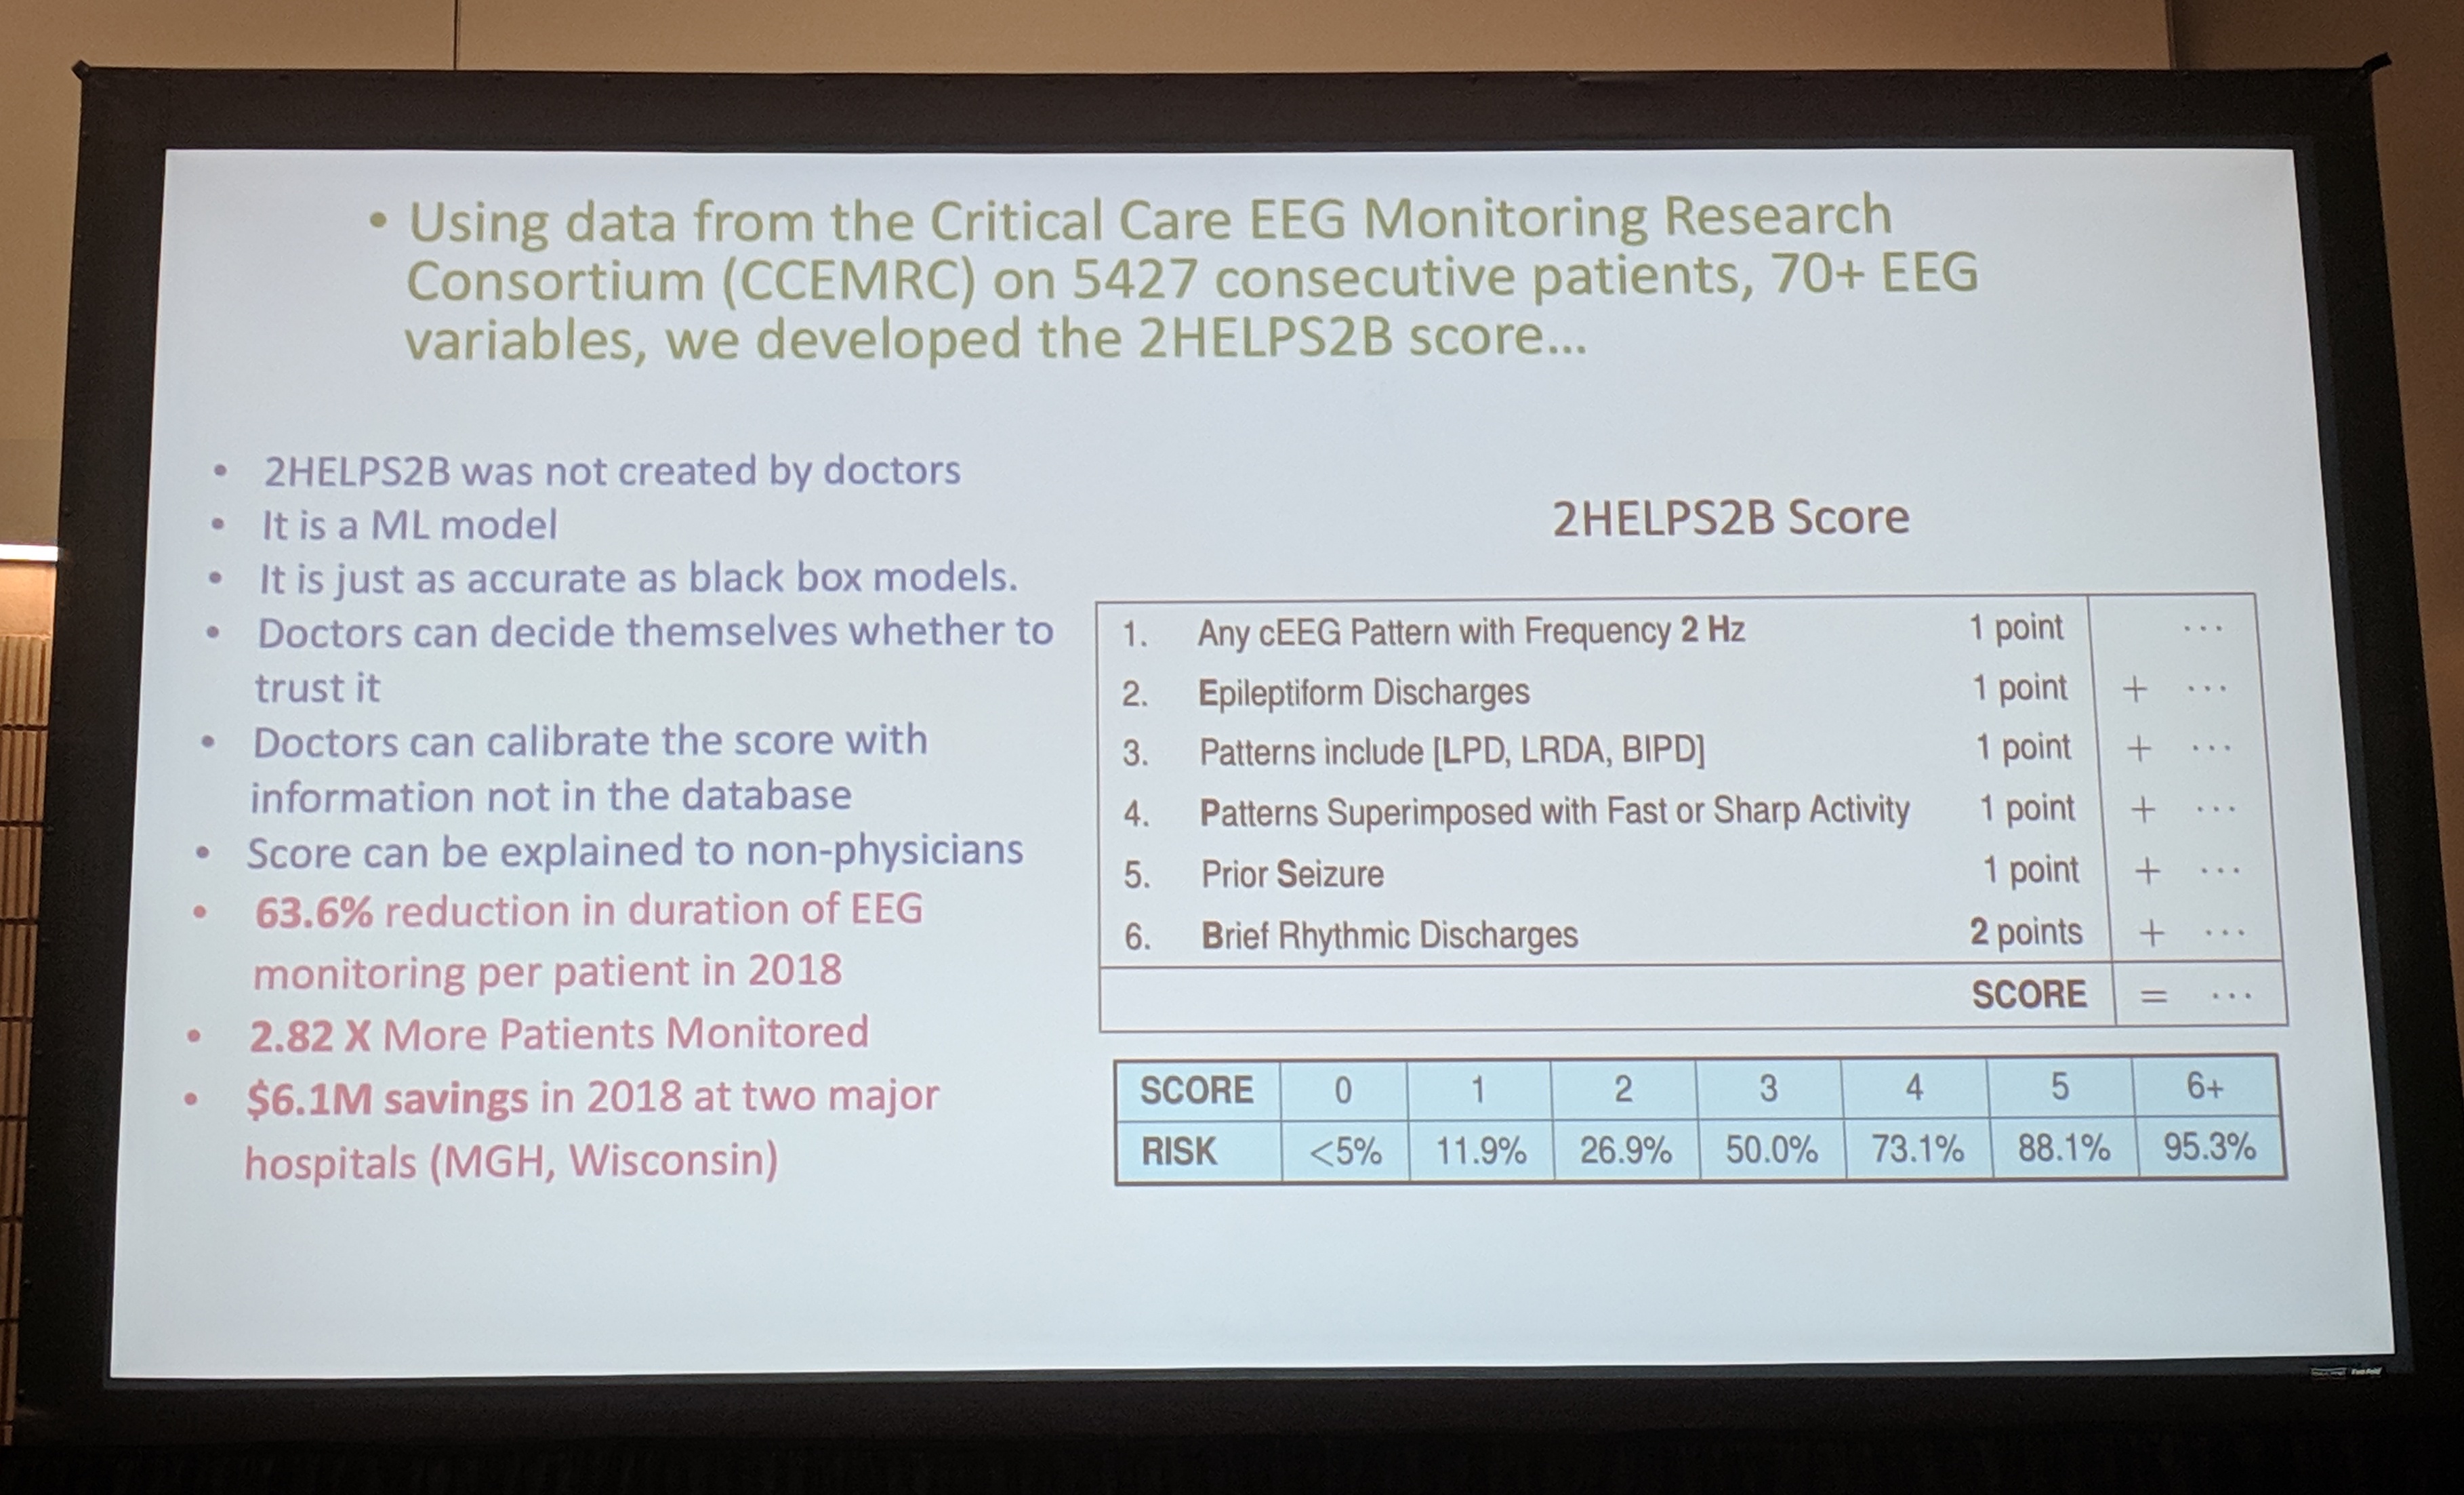 • Using data from the Critical Care EEG Monitoring Research
Consortium (CCEMRC) on 5427 consecutive patients, 70+ EEG
variables, we developed the 2HELPS2B score...
• 2HELPS2B was not created by doctors
• It is a ML model
• It is just as accurate as black box models.
• Doctors can decide themselves whether to
trust it
• Doctors can calibrate the score with
information not in the database
• Score can be explained to non-physicians
• 63.6% reduction in duration of EEG
monitoring per patient in 2018
• 2.82 X More Patients Monitored
• $6.1M savings in 2018 at two major
hospitals (MGH, Wisconsin)
2HELPS2B Score
1. Any cEEG Pattern with Frequency 2 Hz 1 point ...
2. Epileptiform Discharges 1 point + ...
3. Patterns include [LPD, LRDA, BIPD] 1 point + ...
4. Patterns Superimposed with Fast or Sharp Activity 1 point + ...
5. Prior Seizure 1 point + ...
6. Brief Rhythmic Discharges 2 points + ...
SCORE = ...
SCORE 0 1 2 3 4 5 6+
RISK <5% 11.9% 26.9% 50.0% 73.1% 88.1% 95.3%